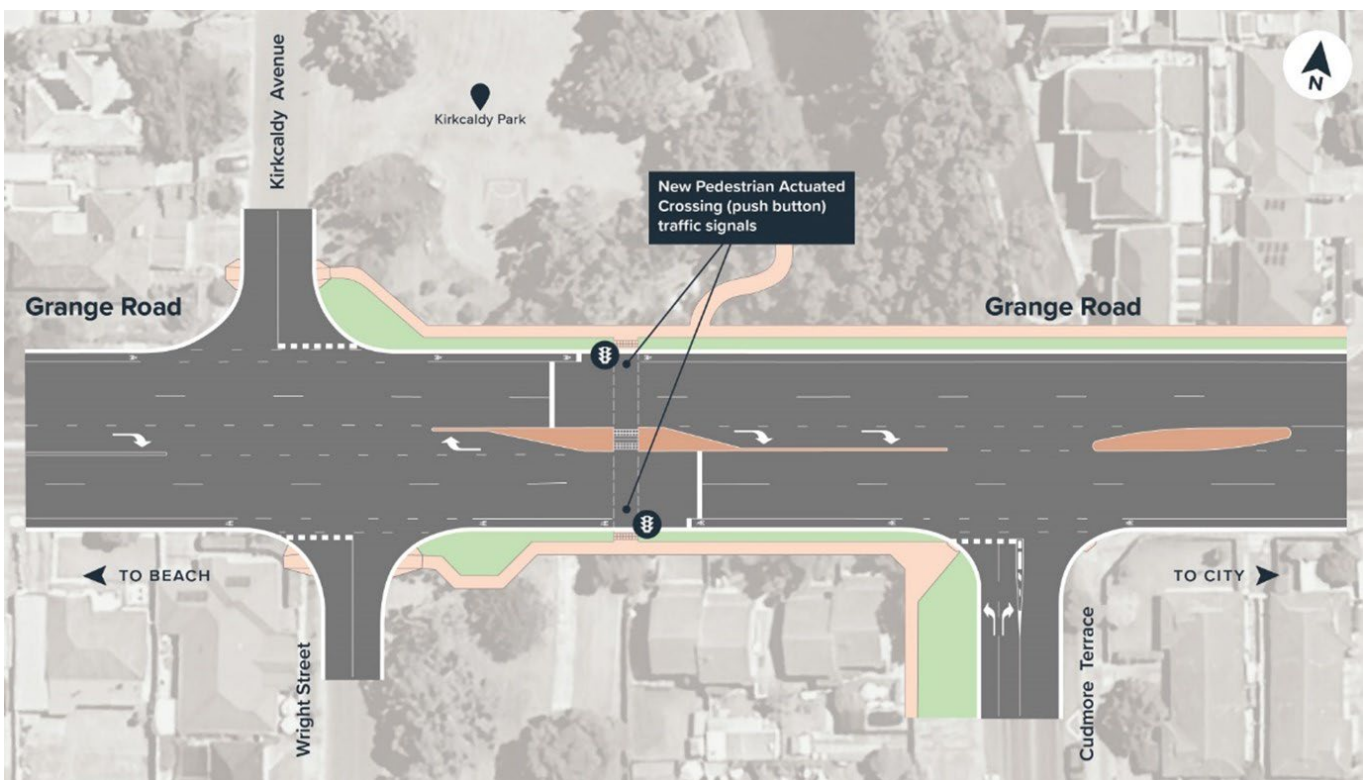 N
Kirkcaldy Avenue
Kirkcaldy Park
New Pedestrian Actuated
Crossing (push button)
traffic signals
Grange Road
Grange Road
TO BEACH
TO CITY
Wright Street
Cudmore Terrace